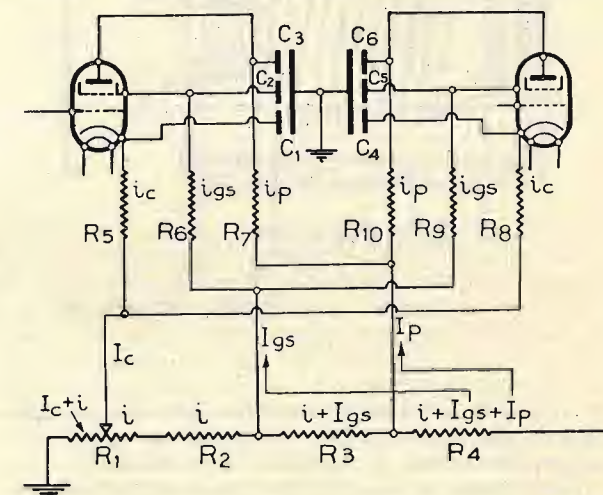 C3 C6
C2 C5
C1 C4
ic igs ip ip igs ic
R5 R6 R7 R10 R9 R8
Ic Igs Ip
Ic+i i i i+Igs i+Igs+Ip
R1 R2 R3 R4